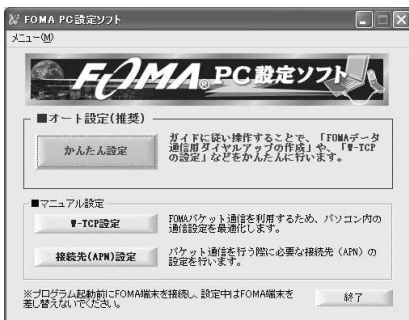 FOMA PC設定ソフト
メニュー(M)
FOMA® PC設定ソフト
■オート設定(推奨)
かんたん設定
ガイドに従い操作することで、「FOMAデータ
通信用ダイヤルアップの作成」や、「W-TCP
の設定」などをかんたんに行います。
■マニュアル設定
W-TCP設定
FOMAパケット通信を利用するため、パソコン内の
通信設定を最適化します。
接続先(APN)設定
パケット通信を行う際に必要な接続先（APN）の
設定を行います。
※プログラム起動前にFOMA端末を接続し、設定中はFOMA端末を
差し替えないでください。
終了